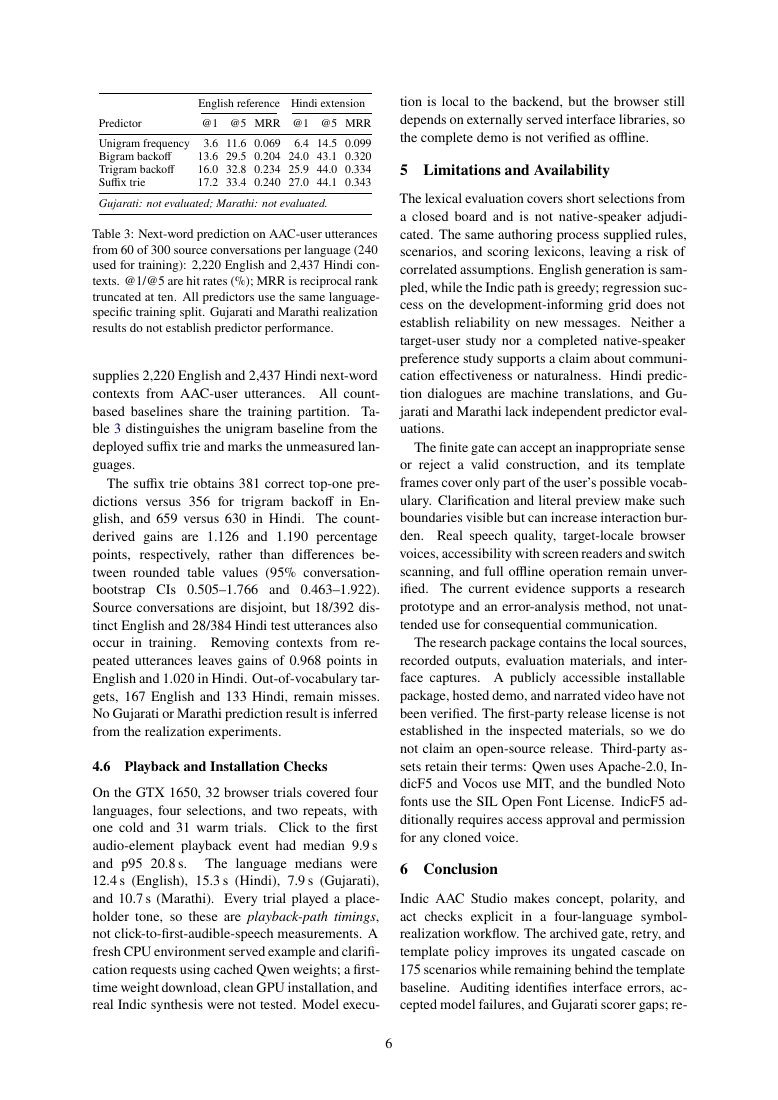 English reference Hindi extension
Predictor @1 @5 MRR @1 @5 MRR
Unigram frequency 3.6 11.6 0.069 6.4 14.5 0.099
Bigram backoff 13.6 29.5 0.204 24.0 43.1 0.320
Trigram backoff 16.0 32.8 0.234 25.9 44.0 0.334
Suffix trie 17.2 33.4 0.240 27.0 44.1 0.343
Gujarati: not evaluated; Marathi: not evaluated.
Table 3: Next-word prediction on AAC-user utterances
from 60 of 300 source conversations per language (240
used for training): 2,220 English and 2,437 Hindi con-
texts. @1/@5 are hit rates (%); MRR is reciprocal rank
truncated at ten. All predictors use the same language-
specific training split. Gujarati and Marathi realization
results do not establish predictor performance.
supplies 2,220 English and 2,437 Hindi next-word
contexts from AAC-user utterances. All count-
based baselines share the training partition. Ta-
ble 3 distinguishes the unigram baseline from the
deployed suffix trie and marks the unmeasured lan-
guages.
The suffix trie obtains 381 correct top-one pre-
dictions versus 356 for trigram backoff in En-
glish, and 659 versus 630 in Hindi. The count-
derived gains are 1.126 and 1.190 percentage
points, respectively, rather than differences be-
tween rounded table values (95% conversation-
bootstrap CIs 0.505–1.766 and 0.463–1.922).
Source conversations are disjoint, but 18/392 dis-
tinct English and 28/384 Hindi test utterances also
occur in training. Removing contexts from re-
peated utterances leaves gains of 0.968 points in
English and 1.020 in Hindi. Out-of-vocabulary tar-
gets, 167 English and 133 Hindi, remain misses.
No Gujarati or Marathi prediction result is inferred
from the realization experiments.
4.6 Playback and Installation Checks
On the GTX 1650, 32 browser trials covered four
languages, four selections, and two repeats, with
one cold and 31 warm trials. Click to the first
audio-element playback event had median 9.9 s
and p95 20.8 s. The language medians were
12.4 s (English), 15.3 s (Hindi), 7.9 s (Gujarati),
and 10.7 s (Marathi). Every trial played a place-
holder tone, so these are playback-path timings,
not click-to-first-audible-speech measurements. A
fresh CPU environment served example and clarifi-
cation requests using cached Qwen weights; a first-
time weight download, clean GPU installation, and
real Indic synthesis were not tested. Model execu-
tion is local to the backend, but the browser still
depends on externally served interface libraries, so
the complete demo is not verified as offline.
5 Limitations and Availability
The lexical evaluation covers short selections from
a closed board and is not native-speaker adjudi-
cated. The same authoring process supplied rules,
scenarios, and scoring lexicons, leaving a risk of
correlated assumptions. English generation is sam-
pled, while the Indic path is greedy; regression suc-
cess on the development-informing grid does not
establish reliability on new messages. Neither a
target-user study nor a completed native-speaker
preference study supports a claim about communi-
cation effectiveness or naturalness. Hindi predic-
tion dialogues are machine translations, and Gu-
jarati and Marathi lack independent predictor eval-
uations.
The finite gate can accept an inappropriate sense
or reject a valid construction, and its template
frames cover only part of the user's possible vocab-
ulary. Clarification and literal preview make such
boundaries visible but can increase interaction bur-
den. Real speech quality, target-locale browser
voices, accessibility with screen readers and switch
scanning, and full offline operation remain unver-
ified. The current evidence supports a research
prototype and an error-analysis method, not unat-
tended use for consequential communication.
The research package contains the local sources,
recorded outputs, evaluation materials, and inter-
face captures. A publicly accessible installable
package, hosted demo, and narrated video have not
been verified. The first-party release license is not
established in the inspected materials, so we do
not claim an open-source release. Third-party as-
sets retain their terms: Qwen uses Apache-2.0, In-
dicF5 and Vocos use MIT, and the bundled Noto
fonts use the SIL Open Font License. IndicF5 ad-
ditionally requires access approval and permission
for any cloned voice.
6 Conclusion
Indic AAC Studio makes concept, polarity, and
act checks explicit in a four-language symbol-
realization workflow. The archived gate, retry, and
template policy improves its ungated cascade on
175 scenarios while remaining behind the template
baseline. Auditing identifies interface errors, ac-
cepted model failures, and Gujarati scorer gaps; re-
6